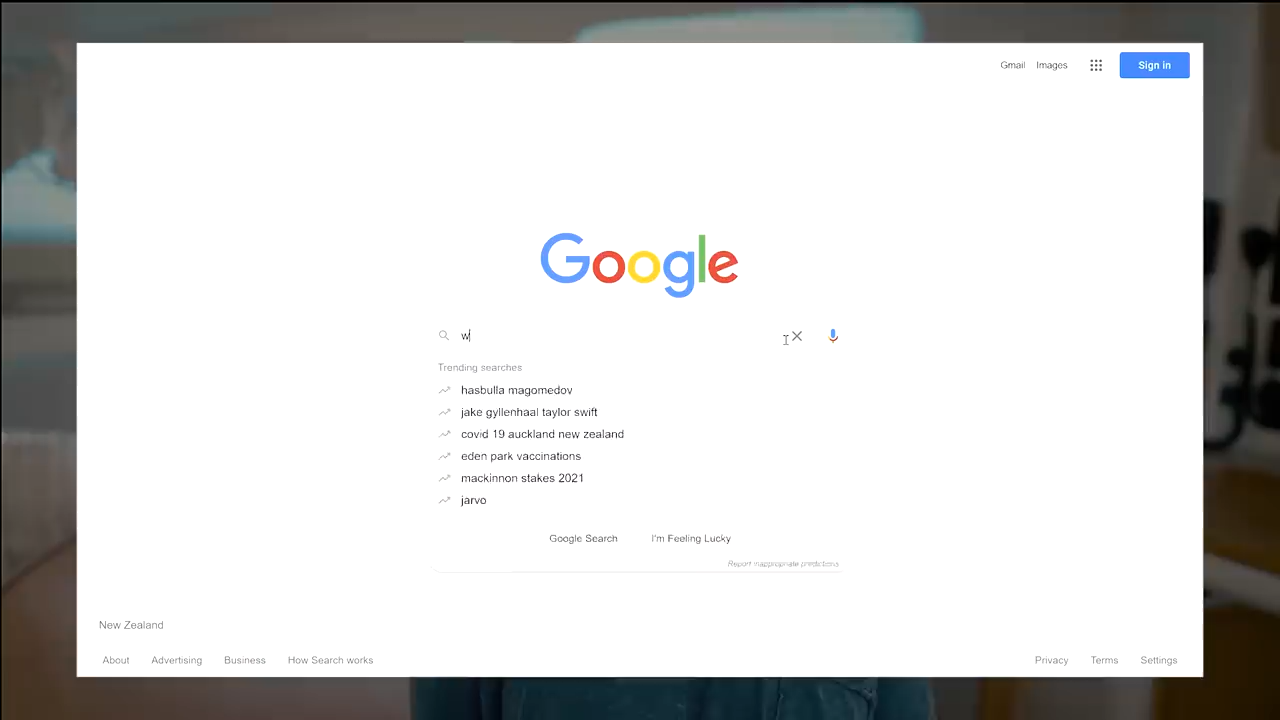 Gmail Images Sign in
Google
w
Trending searches
hasbulla magomedov
jake gyllenhaal taylor swift
covid 19 auckland new zealand
eden park vaccinations
mackinnon stakes 2021
jarvo
Google Search I'm Feeling Lucky
Report inappropriate predictions
New Zealand
About Advertising Business How Search works Privacy Terms Settings